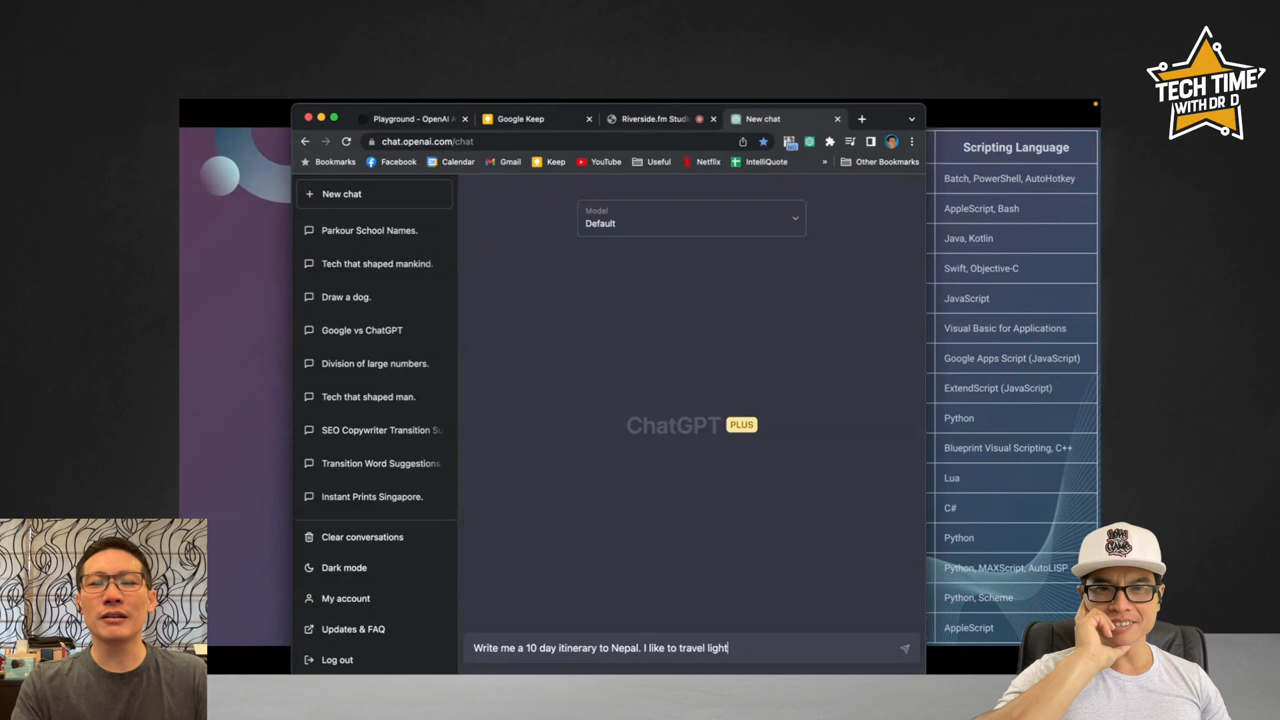 TECH TIME
WITH DR D
Playground - OpenAI A
Google Keep
Riverside.fm Studi
New chat
chat.openai.com/chat
Bookmarks
Facebook
Calendar
Gmail
Keep
YouTube
Useful
Netflix
IntelliQuote
Other Bookmarks
New chat
Parkour School Names.
Tech that shaped mankind.
Draw a dog.
Google vs ChatGPT
Division of large numbers.
Tech that shaped man.
SEO Copywriter Transition Su
Transition Word Suggestions
Instant Prints Singapore.
Clear conversations
Dark mode
My account
Updates & FAQ
Log out
Model
Default
ChatGPT PLUS
Write me a 10 day itinerary to Nepal. I like to travel light
Scripting Language
Batch, PowerShell, AutoHotkey
AppleScript, Bash
Java, Kotlin
Swift, Objective-C
JavaScript
Visual Basic for Applications
Google Apps Script (JavaScript)
ExtendScript (JavaScript)
Python
Blueprint Visual Scripting, C++
Lua
C#
Python
Python, MAXScript, AutoLISP
Python, Scheme
AppleScript